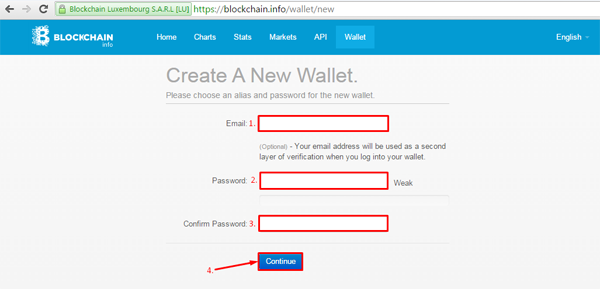 Blockchain Luxembourg S.A.R.L [LU] https://blockchain.info/wallet/new
BLOCKCHAIN
info
Home Charts Stats Markets API Wallet English
Create A New Wallet.
Please choose an alias and password for the new wallet.
Email: 1.
(Optional) - Your email address will be used as a second
layer of verification when you log into your wallet.
Password: 2. Weak
Confirm Password: 3.
Continue
4.